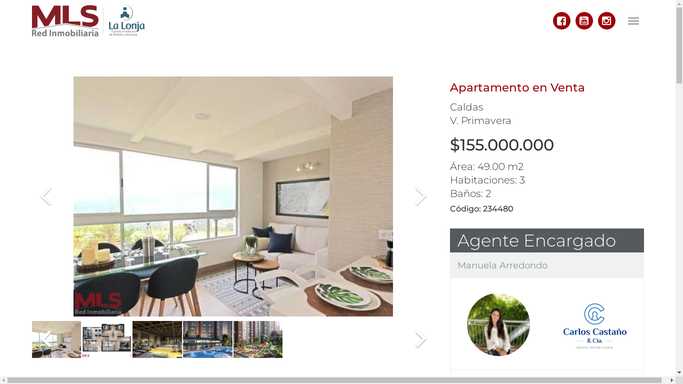 MLS
Red Inmobiliaria
La Lonja
Apartamento en Venta
Caldas
V. Primavera
$155.000.000
Área: 49.00 m2
Habitaciones: 3
Baños: 2
Código: 234480
Agente Encargado
Manuela Arredondo
MLS
Red Inmobiliaria
Carlos Castaño
& Cía.